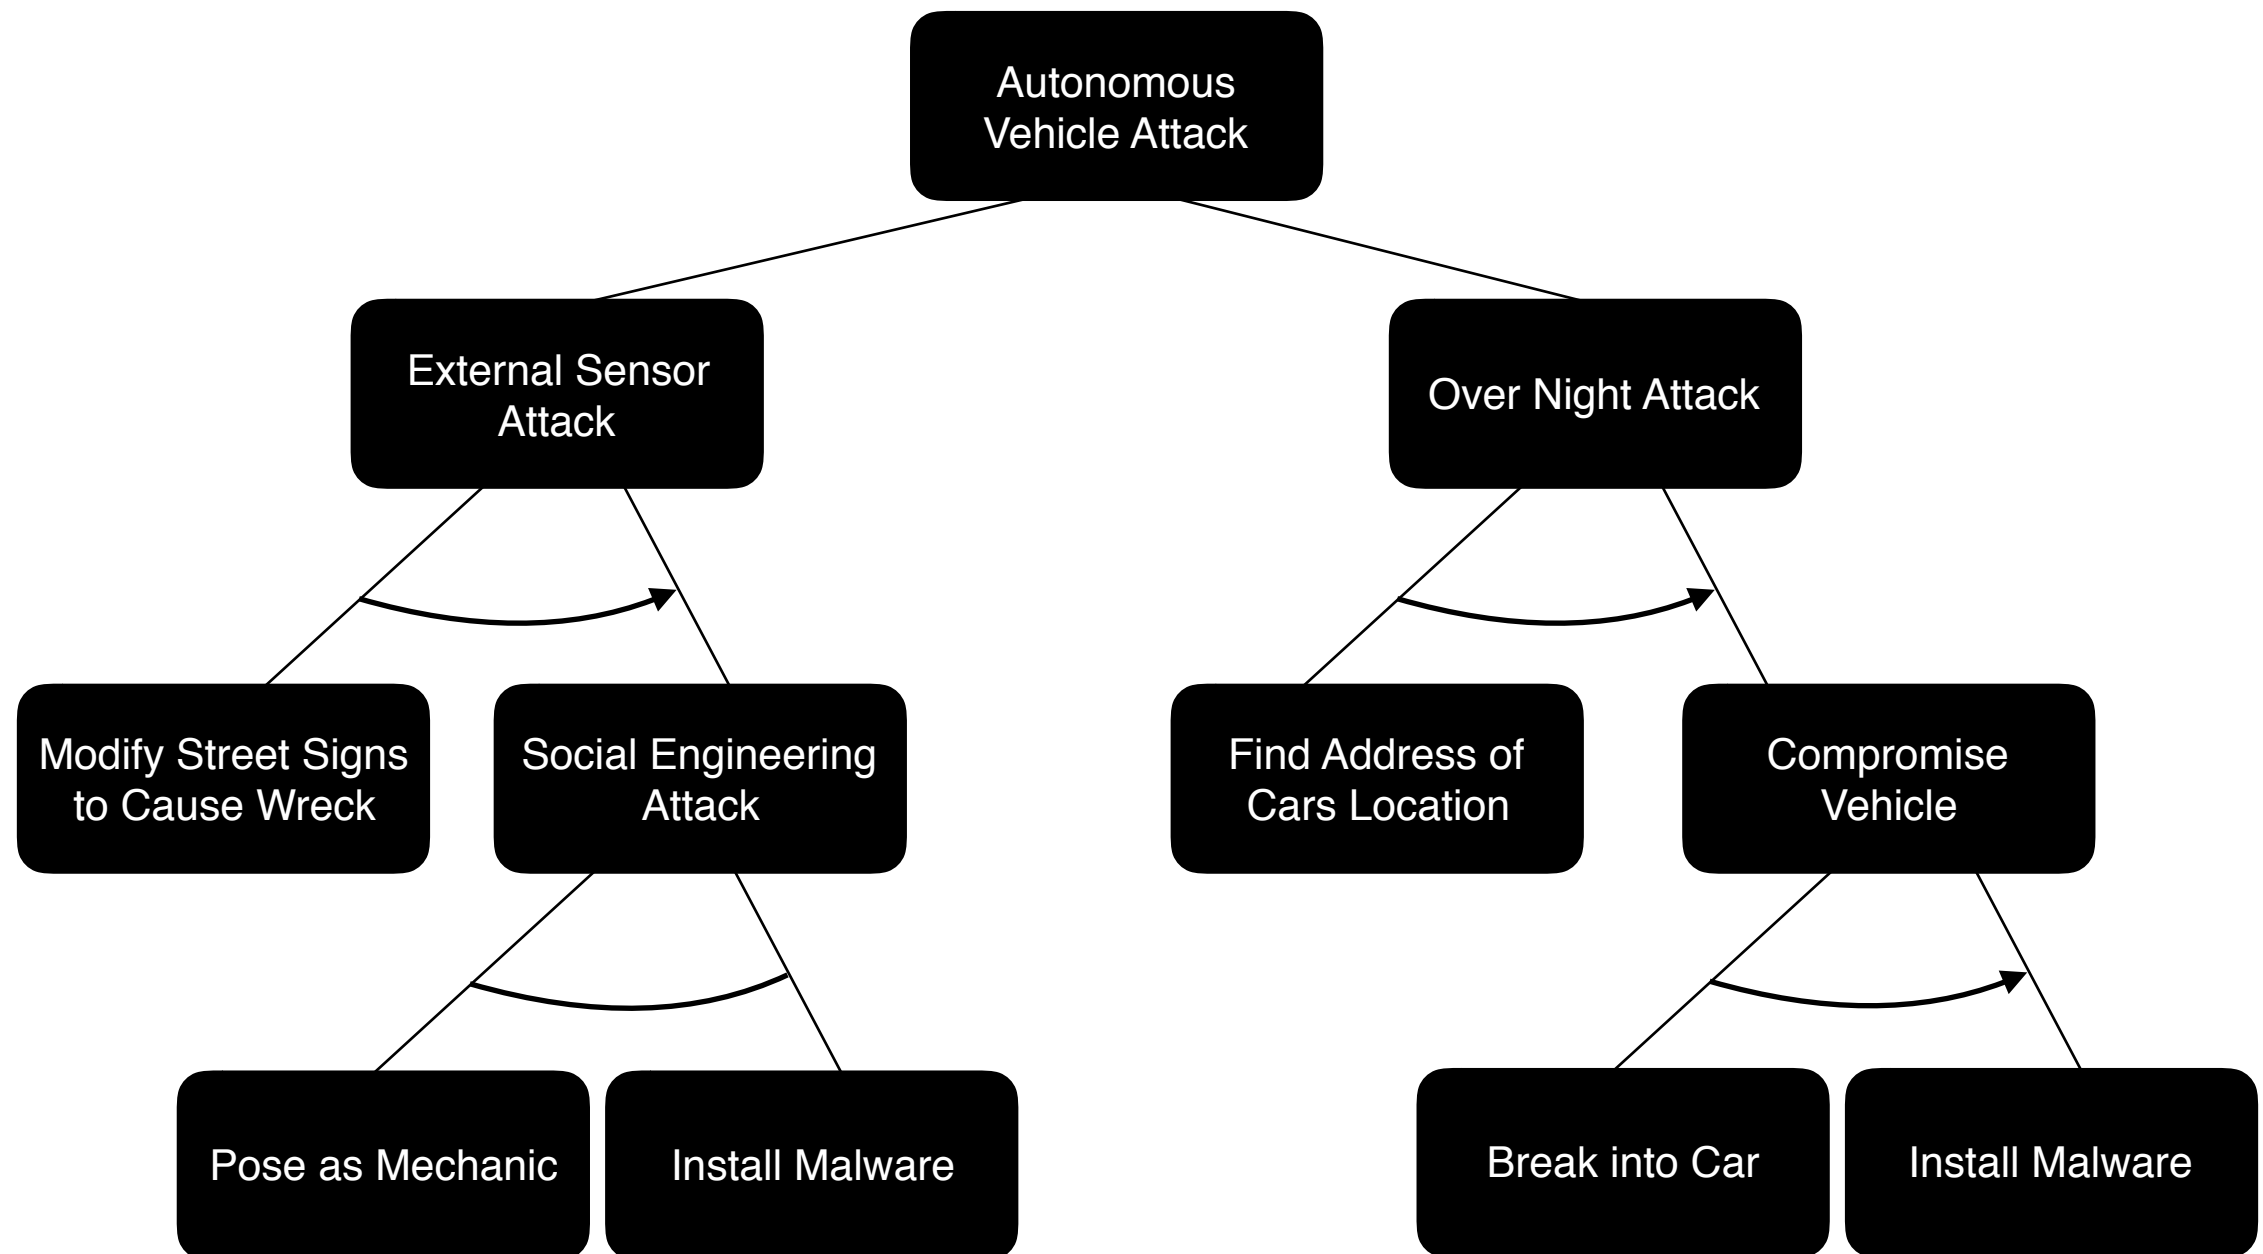 Autonomous
Vehicle Attack
External Sensor
Attack
Over Night Attack
Modify Street Signs
to Cause Wreck
Social Engineering
Attack
Find Address of
Cars Location
Compromise
Vehicle
Pose as Mechanic
Install Malware
Break into Car
Install Malware